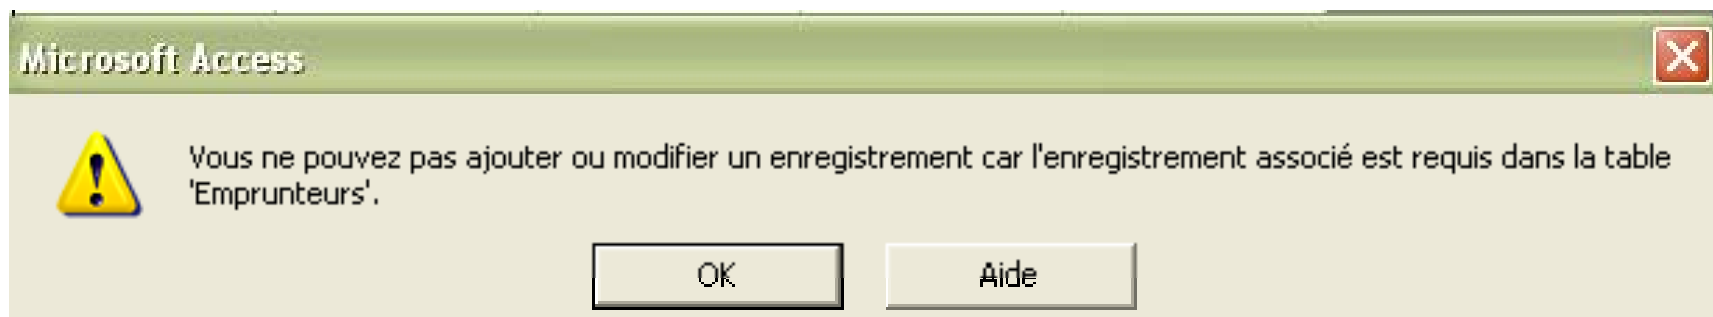 Microsoft Access
Vous ne pouvez pas ajouter ou modifier un enregistrement car l'enregistrement associé est requis dans la table
'Emprunteurs'.
OK
Aide